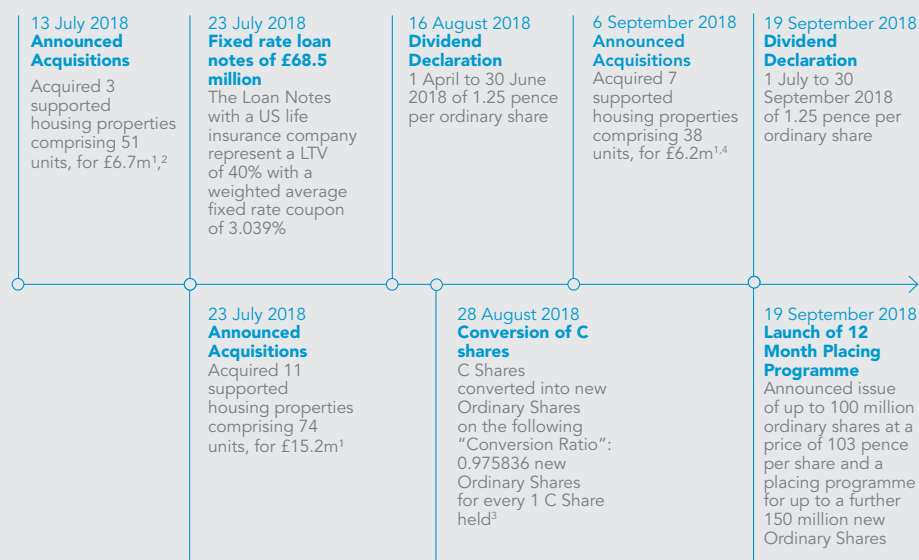 13 July 2018
Announced
Acquisitions
Acquired 3
supported
housing properties
comprising 51
units, for £6.7m¹,²
23 July 2018
Fixed rate loan
notes of £68.5
million
The Loan Notes
with a US life
insurance company
represent a LTV
of 40% with a
weighted average
fixed rate coupon
of 3.039%
16 August 2018
Dividend
Declaration
1 April to 30 June
2018 of 1.25 pence
per ordinary share
6 September 2018
Announced
Acquisitions
Acquired 7
supported
housing properties
comprising 38
units, for £6.2m¹,⁴
19 September 2018
Dividend
Declaration
1 July to 30
September 2018
of 1.25 pence per
ordinary share
23 July 2018
Announced
Acquisitions
Acquired 11
supported
housing properties
comprising 74
units, for £15.2m¹
28 August 2018
Conversion of C
shares
C Shares
converted into new
Ordinary Shares
on the following
“Conversion Ratio”:
0.975836 new
Ordinary Shares
for every 1 C Share
held³
19 September 2018
Launch of 12
Month Placing
Programme
Announced issue
of up to 100 million
ordinary shares at a
price of 103 pence
per share and a
placing programme
for up to a further
150 million new
Ordinary Shares